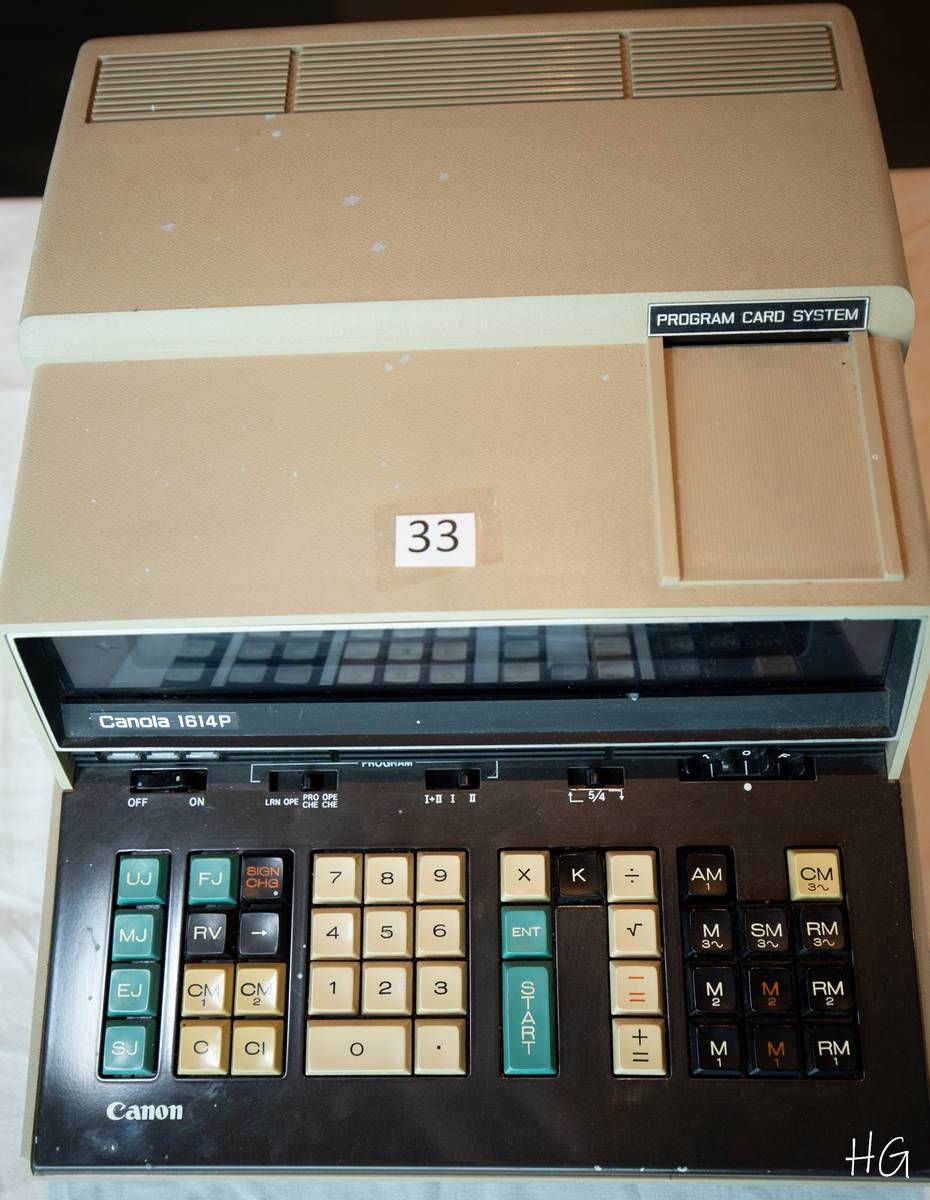 PROGRAM CARD SYSTEM
33
Canola 1614P
PROGRAM
OFF ON
LRN OPE PRO CHE OPE CHE
I+II I II
5/4
0
UJ FJ SIGN CHG 7 8 9 X K ÷ AM 1 CM 3~
MJ RV → 4 5 6 ENT √ M 3~ SM 3~ RM 3~
EJ CM 1 CM 2 1 2 3 START − = M 2 M 2 RM 2
SJ C CI 0 . + = M 1 M 1 RM 1
Canon
HG